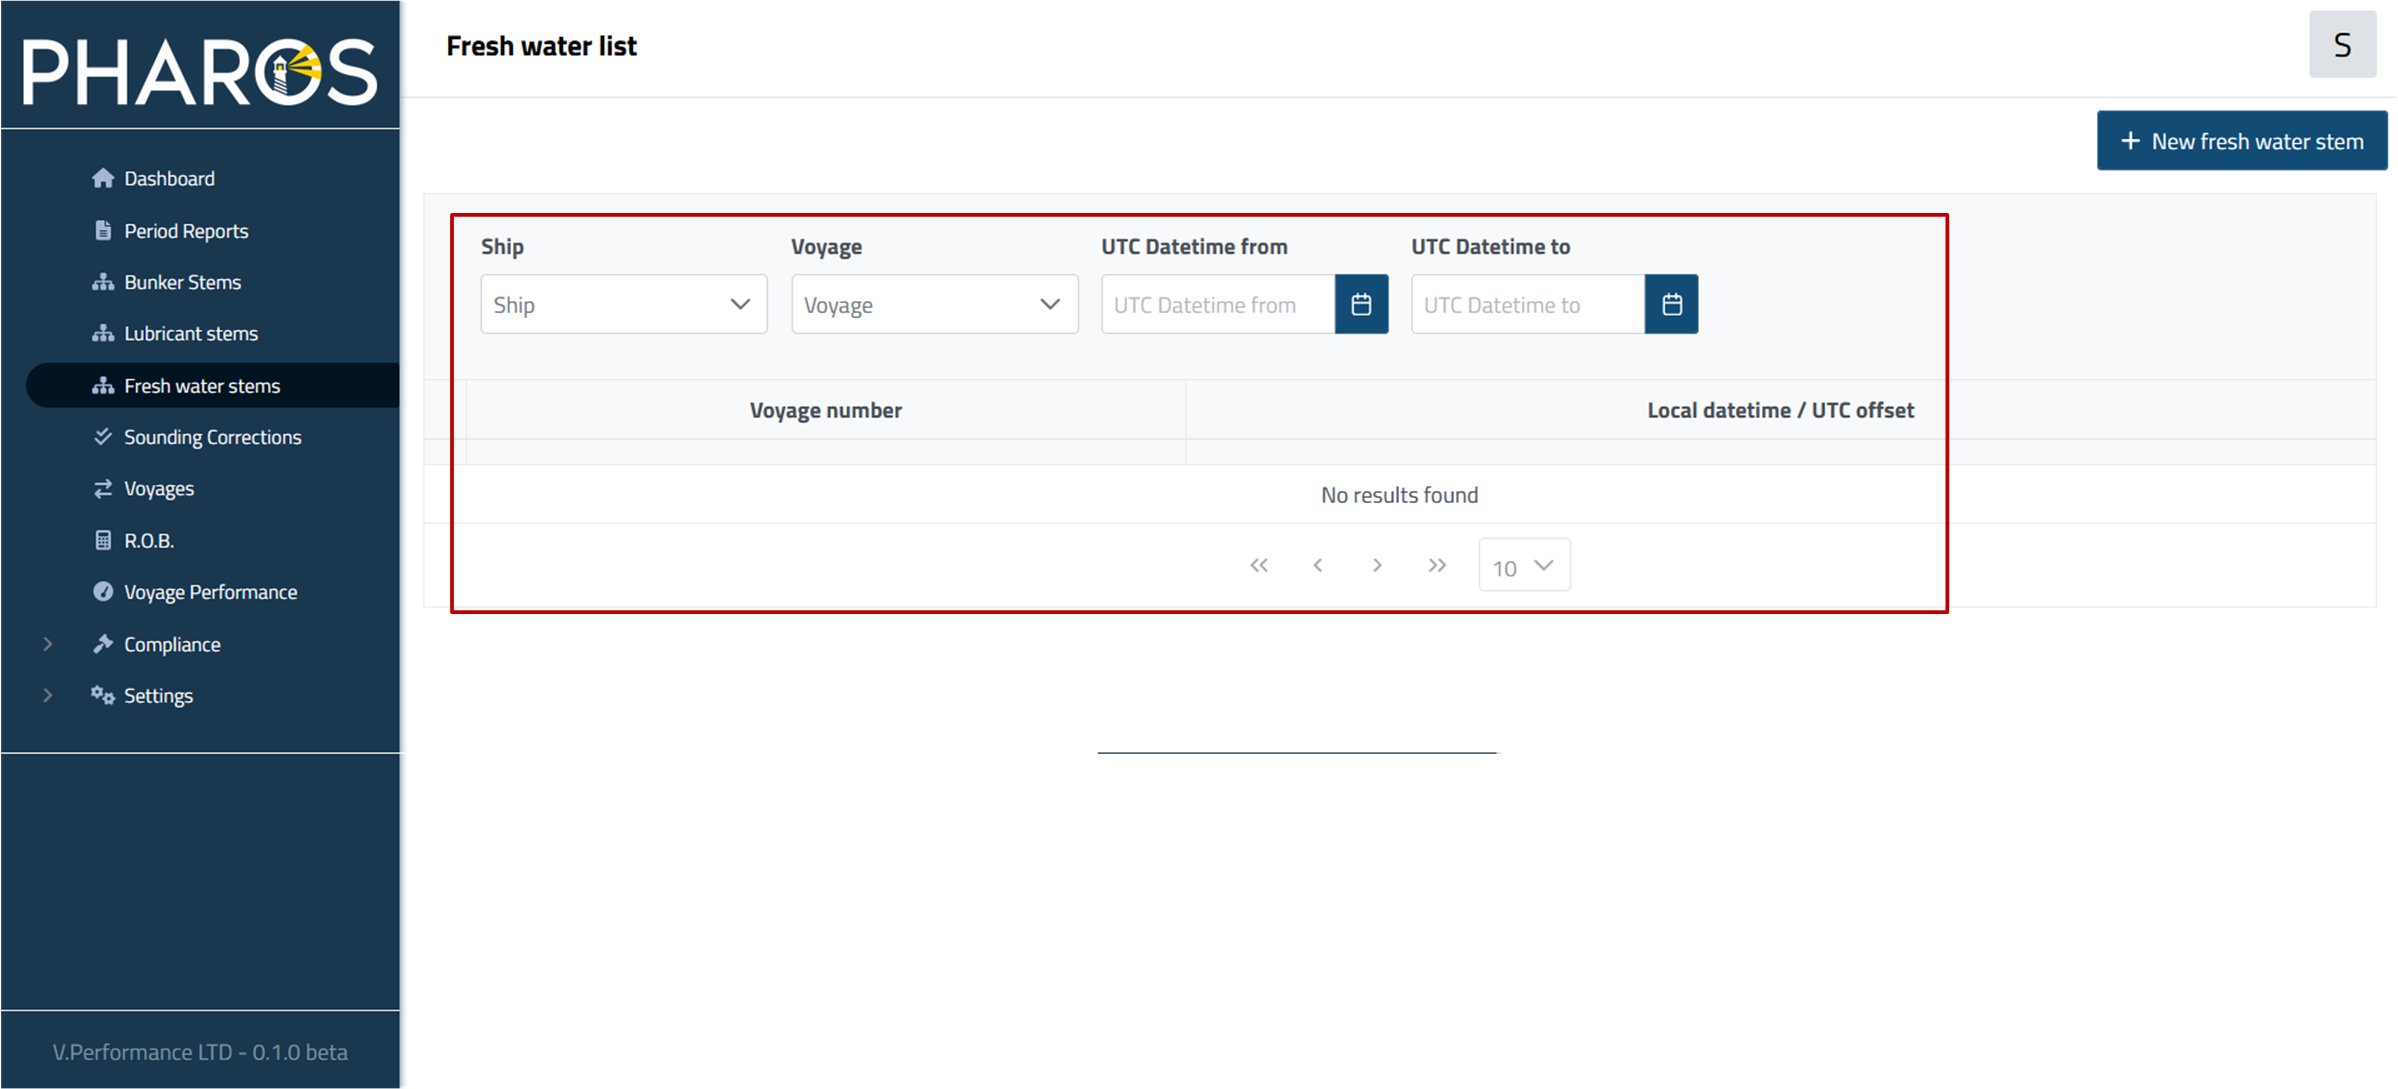 PHAROS
Fresh water list
S
New fresh water stem
Dashboard
Period Reports
Bunker Stems
Lubricant stems
Fresh water stems
Sounding Corrections
Voyages
R.O.B.
Voyage Performance
Compliance
Settings
V.Performance LTD - 0.1.0 beta
Ship Voyage UTC Datetime from UTC Datetime to
Ship Voyage UTC Datetime from UTC Datetime to
Voyage number Local datetime / UTC offset
No results found
10